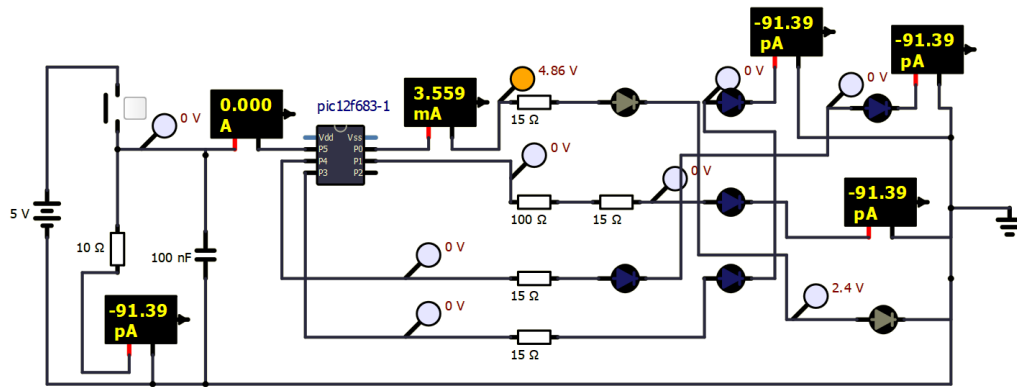 -91.39
pA
-91.39
pA
4.86 V
0 V
0 V
0.000
A
pic12f683-1
3.559
mA
15 Ω
0 V
Vdd
Vss
P5
P0
P4
P1
P3
P2
0 V
0 V
-91.39
pA
5 V
100 Ω
15 Ω
10 Ω
100 nF
0 V
15 Ω
2.4 V
-91.39
pA
0 V
15 Ω